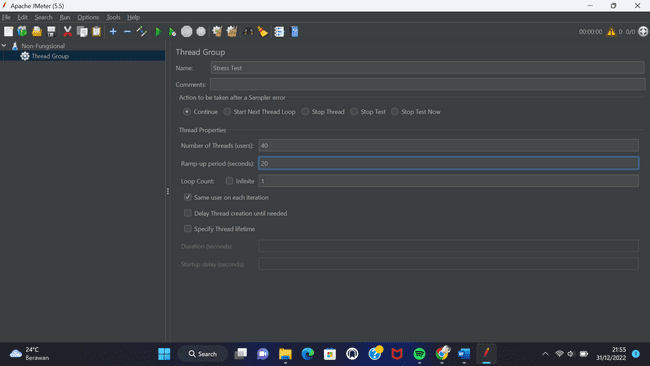 Apache JMeter (5.5)
File Edit Search Run Options Tools Help
00:00:00 0 0/0
Non-Fungsional
Thread Group
Thread Group
Name: Stress Test
Comments:
Action to be taken after a Sampler error
Continue Start Next Thread Loop Stop Thread Stop Test Stop Test Now
Thread Properties
Number of Threads (users): 40
Ramp-up period (seconds): 20
Loop Count: Infinite 1
Same user on each iteration
Delay Thread creation until needed
Specify Thread lifetime
Duration (seconds):
Startup delay (seconds):
24°C
Berawan
Search
21:55
31/12/2022